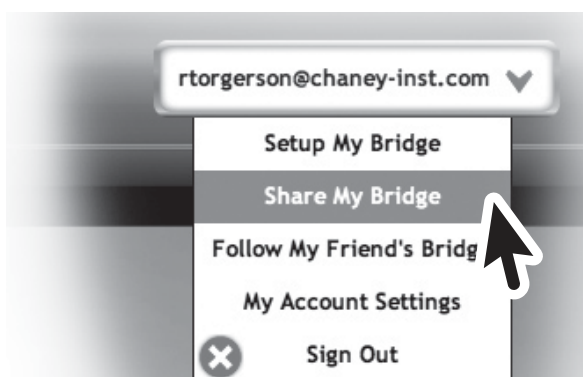 rtorgerson@chaney-inst.com
Setup My Bridge
Share My Bridge
Follow My Friend's Bridg
My Account Settings
Sign Out